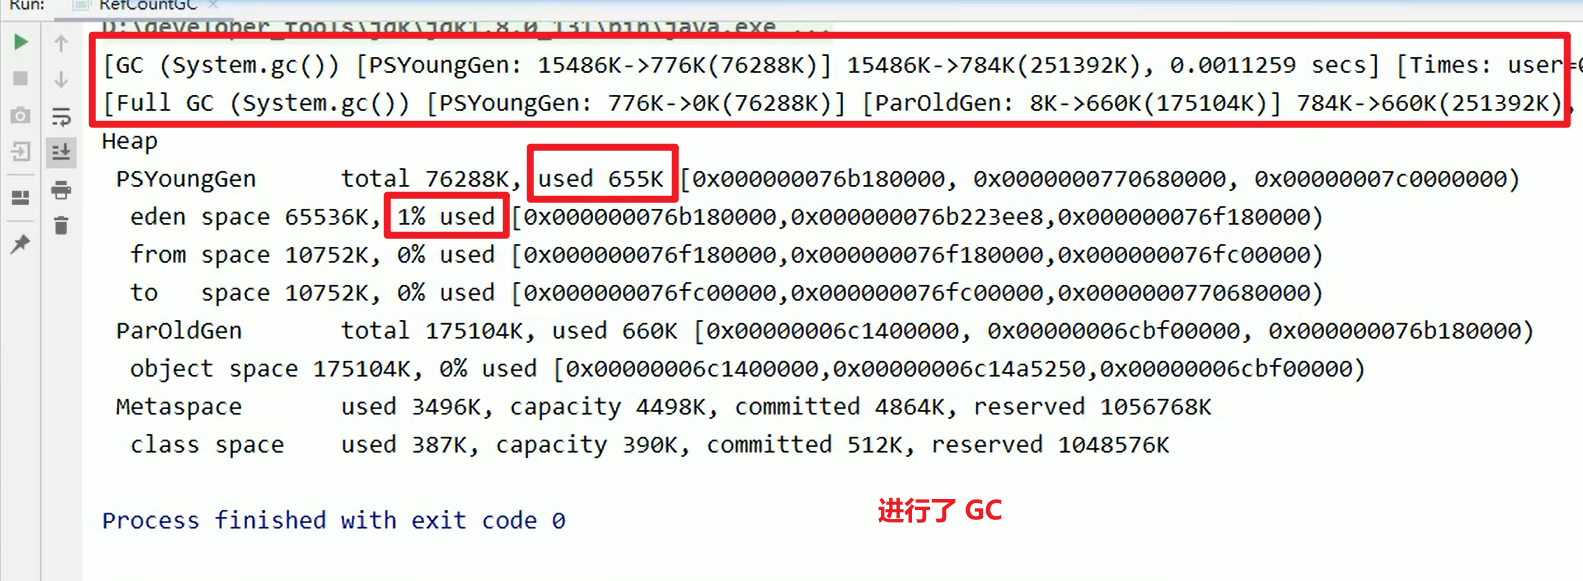 Run: RefCountGC ×
D:\developer_tools\jdk\jdk1.8.0_131\bin\java.exe ...
[GC (System.gc()) [PSYoungGen: 15486K->776K(76288K)] 15486K->784K(251392K), 0.0011259 secs] [Times: user=0
[Full GC (System.gc()) [PSYoungGen: 776K->0K(76288K)] [ParOldGen: 8K->660K(175104K)] 784K->660K(251392K),
Heap
PSYoungGen total 76288K, used 655K [0x000000076b180000, 0x0000000770680000, 0x00000007c0000000)
eden space 65536K, 1% used [0x000000076b180000,0x000000076b223ee8,0x000000076f180000)
from space 10752K, 0% used [0x000000076f180000,0x000000076f180000,0x000000076fc00000)
to space 10752K, 0% used [0x000000076fc00000,0x000000076fc00000,0x0000000770680000)
ParOldGen total 175104K, used 660K [0x00000006c1400000, 0x00000006cbf00000, 0x000000076b180000)
object space 175104K, 0% used [0x00000006c1400000,0x00000006c14a5250,0x00000006cbf00000)
Metaspace used 3496K, capacity 4498K, committed 4864K, reserved 1056768K
class space used 387K, capacity 390K, committed 512K, reserved 1048576K
进行了 GC
Process finished with exit code 0